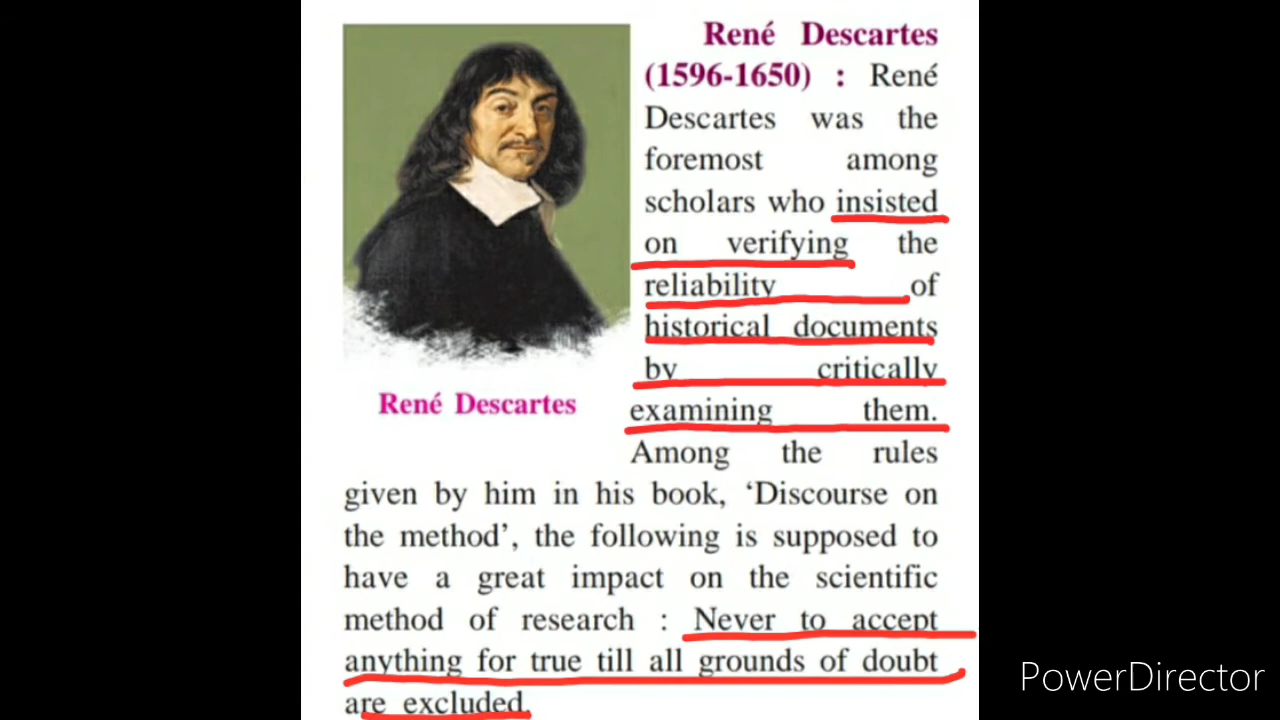 René Descartes
(1596-1650) : René
Descartes was the
foremost among
scholars who insisted
on verifying the
reliability of
historical documents
by critically
examining them.
René Descartes
Among the rules
given by him in his book, ‘Discourse on
the method’, the following is supposed to
have a great impact on the scientific
method of research : Never to accept
anything for true till all grounds of doubt
are excluded.
PowerDirector